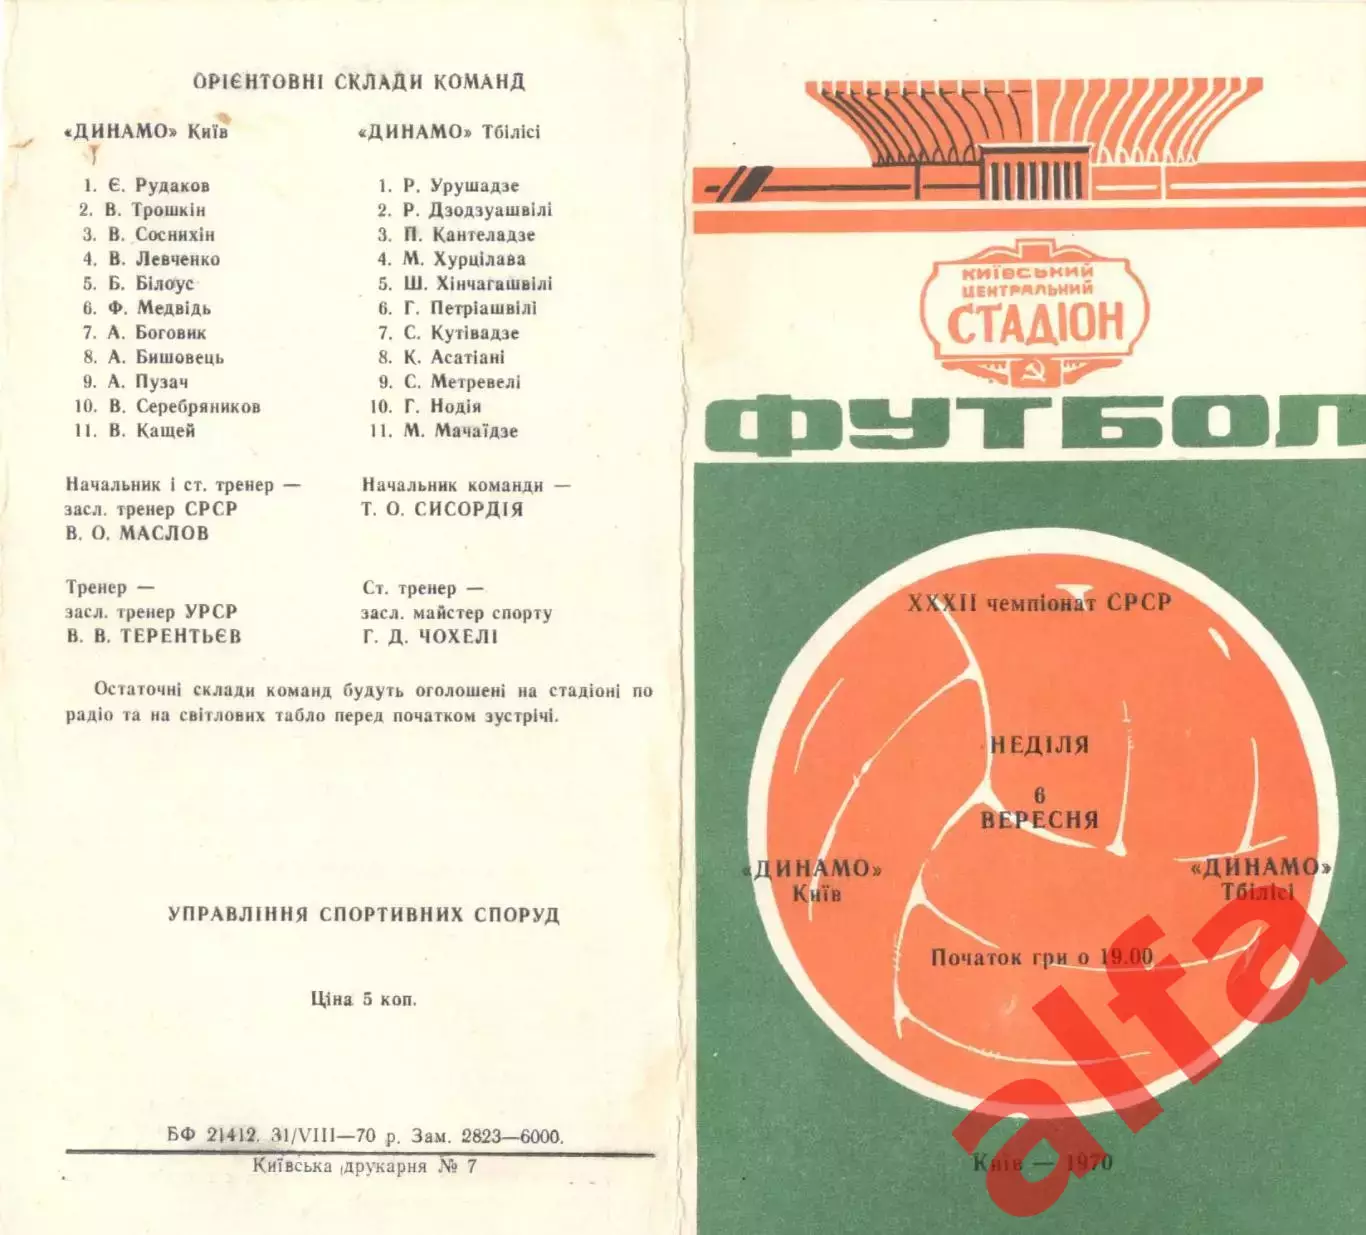 ОРІЄНТОВНІ СКЛАДИ КОМАНД
«ДИНАМО» Київ
1. Є. Рудаков
2. В. Трошкін
3. В. Соснихін
4. В. Левченко
5. Б. Білоус
6. Ф. Медвідь
7. А. Боговик
8. А. Бишовець
9. А. Пузач
10. В. Серебряников
11. В. Кащей
Начальник і ст. тренер —
засл. тренер СРСР
В. О. МАСЛОВ
Тренер —
засл. тренер УРСР
В. В. ТЕРЕНТЬЄВ
«ДИНАМО» Тбілісі
1. Р. Урушадзе
2. Р. Дзодзуашвілі
3. П. Кантеладзе
4. М. Хурцілава
5. Ш. Хінчагашвілі
6. Г. Петріашвілі
7. С. Кутівадзе
8. К. Асатіані
9. С. Метревелі
10. Г. Нодія
11. М. Мачаїдзе
Начальник команди —
Т. О. СИСОРДІЯ
Ст. тренер —
засл. майстер спорту
Г. Д. ЧОХЕЛІ
Остаточні склади команд будуть оголошені на стадіоні по
радіо та на світлових табло перед початком зустрічі.
УПРАВЛІННЯ СПОРТИВНИХ СПОРУД
Ціна 5 коп.
БФ 21412. 31/VIII—70 р. Зам. 2823—6000.
Київська друкарня № 7
КИЇВСЬКИЙ
ЦЕНТРАЛЬНИЙ
СТАДІОН
ФУТБОЛ
XXXII чемпіонат СРСР
НЕДІЛЯ
6
ВЕРЕСНЯ
«ДИНАМО»
Київ
«ДИНАМО»
Тбілісі
Початок гри о 19.00
Київ — 1970
alfa